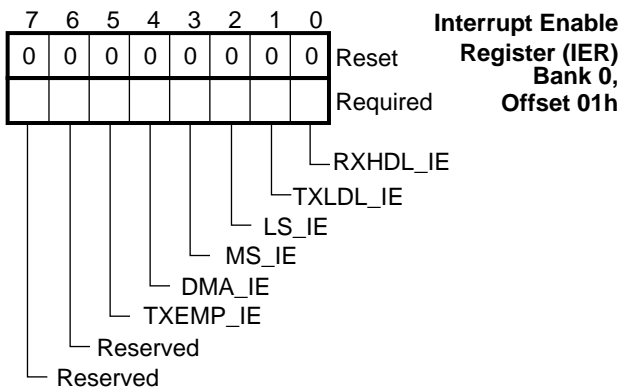 7 6 5 4 3 2 1 0
Interrupt Enable
Register (IER)
Bank 0,
Offset 01h
0 0 0 0 0 0 0 0 Reset
Required
RXHDL_IE
TXLDL_IE
LS_IE
MS_IE
DMA_IE
TXEMP_IE
Reserved
Reserved